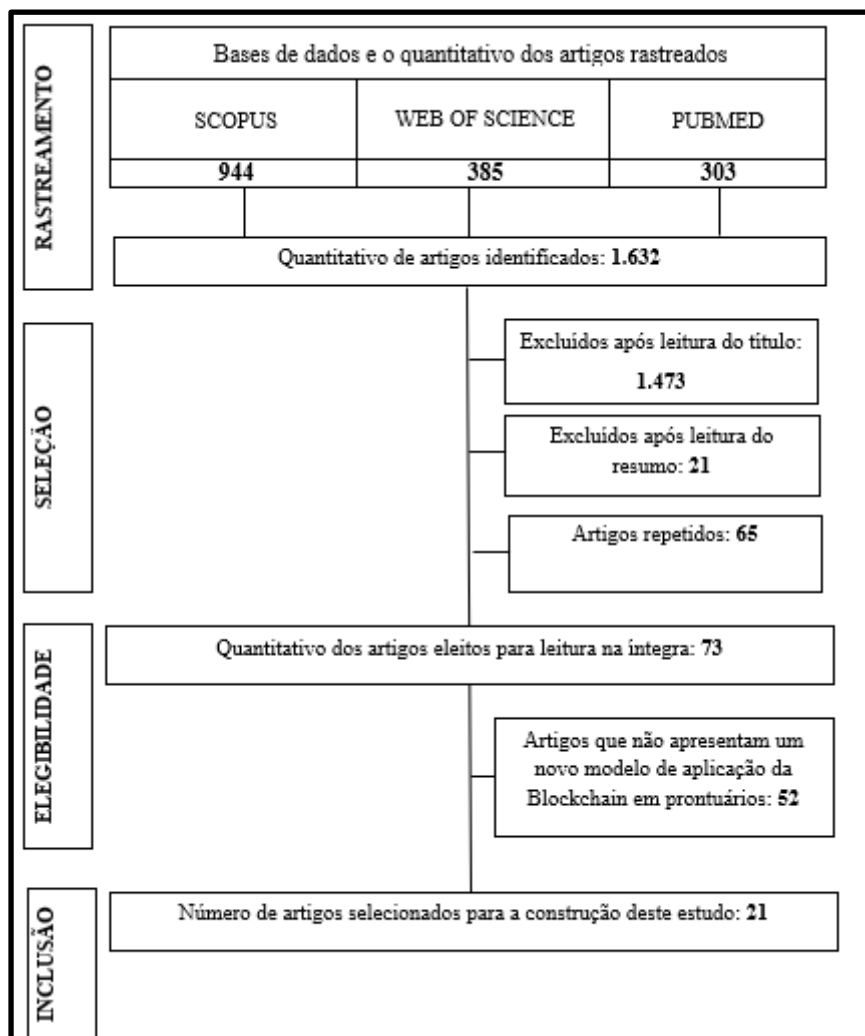 RASTREAMENTO
Bases de dados e o quantitativo dos artigos rastreados
SCOPUS
WEB OF SCIENCE
PUBMED
944
385
303
Quantitativo de artigos identificados: 1.632
SELEÇÃO
Excluídos após leitura do título:
1.473
Excluídos após leitura do
resumo: 21
Artigos repetidos: 65
ELEGIBILIDADE
Quantitativo dos artigos eleitos para leitura na íntegra: 73
Artigos que não apresentam um
novo modelo de aplicação da
Blockchain em prontuários: 52
INCLUSÃO
Número de artigos selecionados para a construção deste estudo: 21